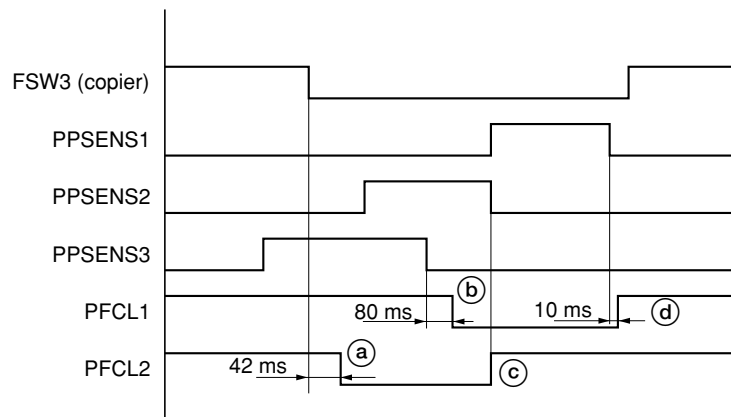 FSW3 (copier)
PPSENS1
PPSENS2
PPSENS3
b
PFCL1
80 ms
10 ms
d
a
PFCL2
42 ms
c